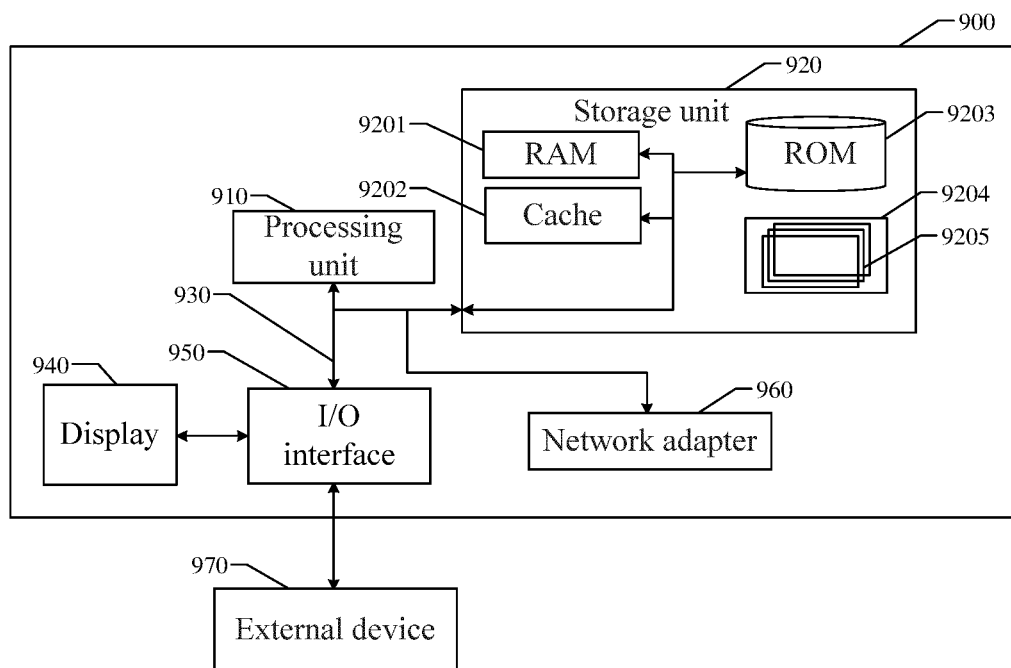 900
920
Storage unit
9201
RAM
9203
ROM
9202
Cache
9204
9205
910
Processing
unit
930
950
I/O
interface
940
Display
960
Network adapter
970
External device